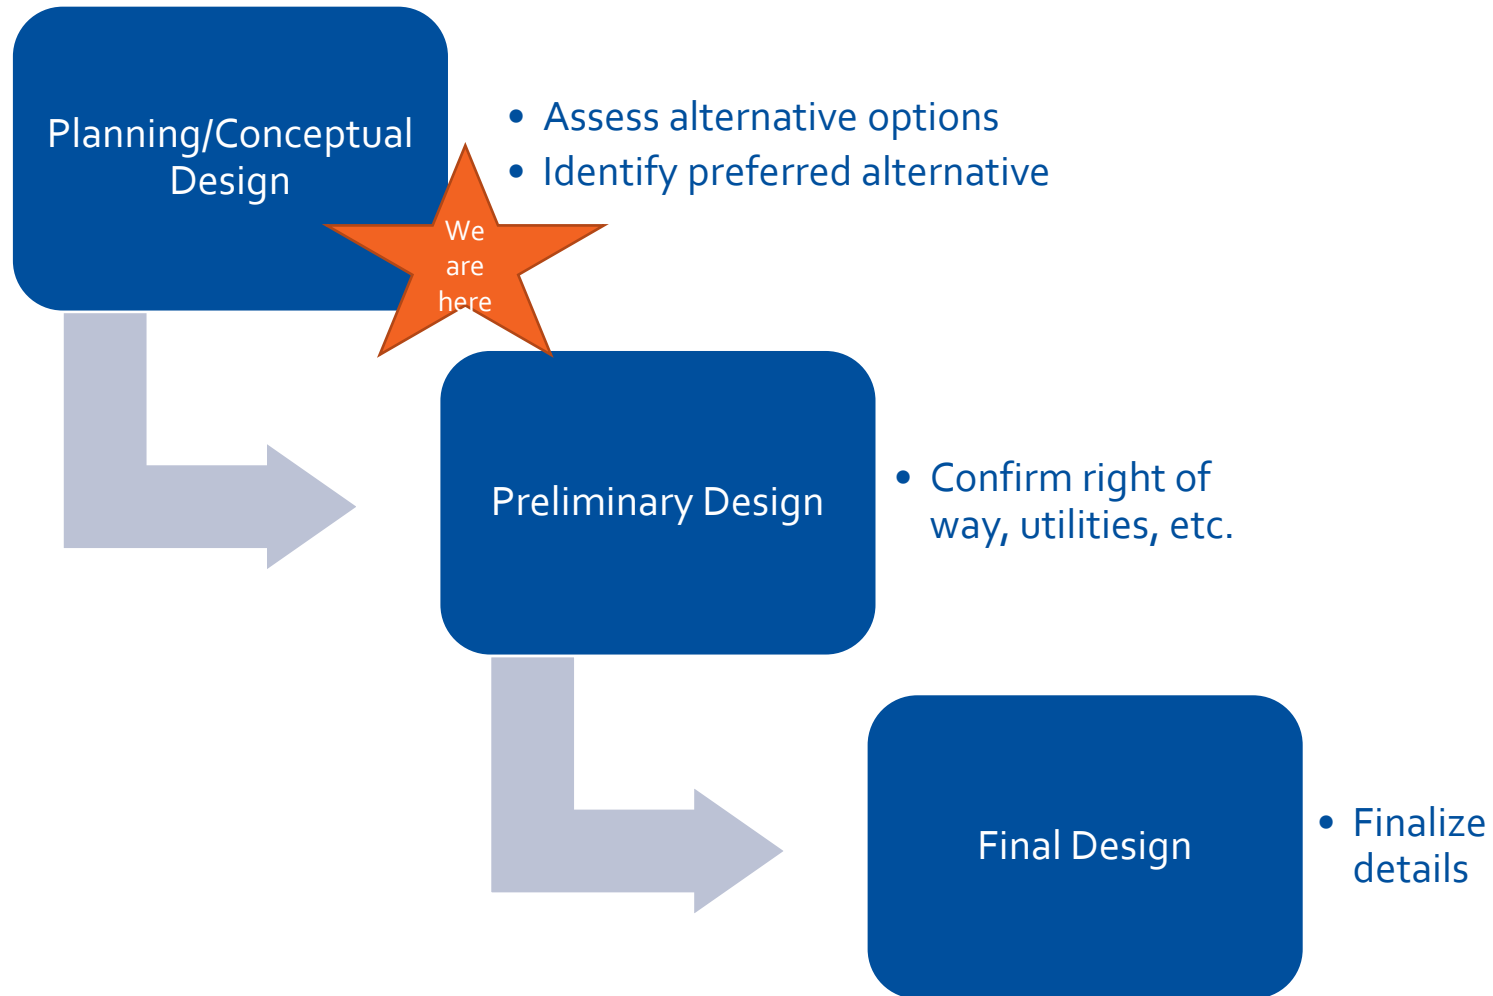 Planning/Conceptual
Design
• Assess alternative options
• Identify preferred alternative
We
are
here
Preliminary Design
• Confirm right of
way, utilities, etc.
Final Design
• Finalize
details